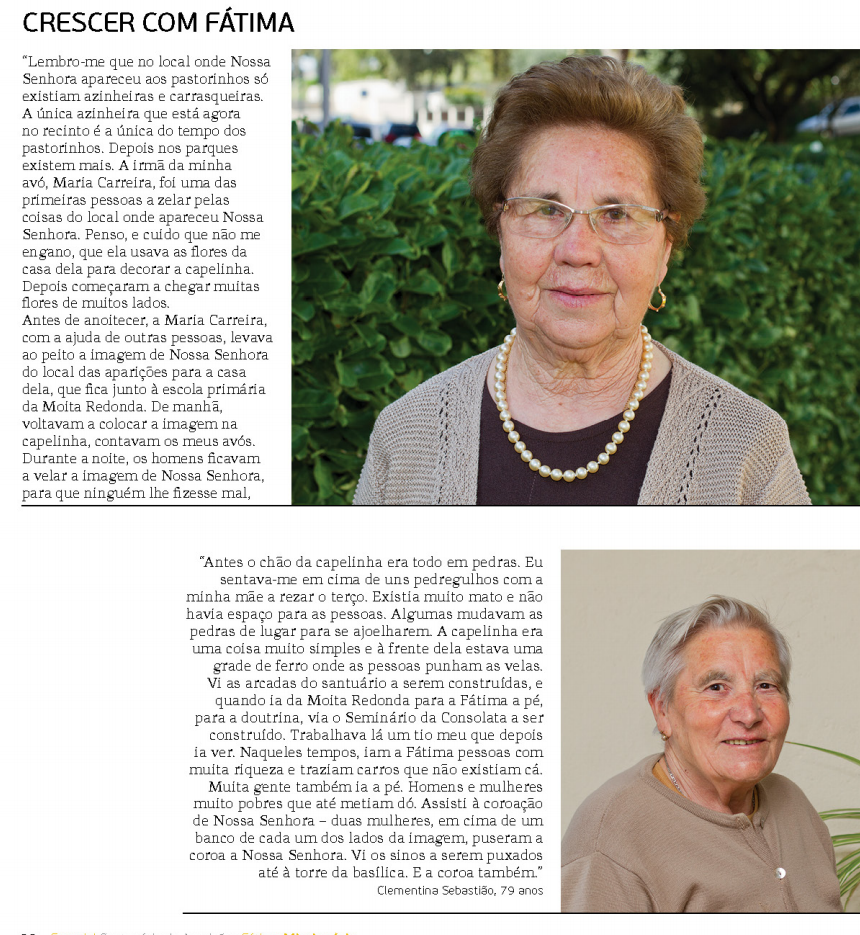 CRESCER COM FÁTIMA
“Lembro-me que no local onde Nossa
Senhora apareceu aos pastorinhos só
existiam azinheiras e carrasqueiras.
A única azinheira que está agora
no recinto é a única do tempo dos
pastorinhos. Depois nos parques
existem mais. A irmã da minha
avó, Maria Carreira, foi uma das
primeiras pessoas a zelar pelas
coisas do local onde apareceu Nossa
Senhora. Penso, e cuido que não me
engano, que ela usava as flores da
casa dela para decorar a capelinha.
Depois começaram a chegar muitas
flores de muitos lados.
Antes de anoitecer, a Maria Carreira,
com a ajuda de outras pessoas, levava
ao peito a imagem de Nossa Senhora
do local das aparições para a casa
dela, que fica junto à escola primária
da Moita Redonda. De manhã,
voltavam a colocar a imagem na
capelinha, contavam os meus avós.
Durante a noite, os homens ficavam
a velar a imagem de Nossa Senhora,
para que ninguém lhe fizesse mal,
“Antes o chão da capelinha era todo em pedras. Eu
sentava-me em cima de uns pedregulhos com a
minha mãe a rezar o terço. Existia muito mato e não
havia espaço para as pessoas. Algumas mudavam as
pedras de lugar para se ajoelharem. A capelinha era
uma coisa muito simples e à frente dela estava uma
grade de ferro onde as pessoas punham as velas.
Vi as arcadas do santuário a serem construídas, e
quando ia da Moita Redonda para a Fátima a pé,
para a doutrina, via o Seminário da Consolata a ser
construído. Trabalhava lá um tio meu que depois
ia ver. Naqueles tempos, iam a Fátima pessoas com
muita riqueza e traziam carros que não existiam cá.
Muita gente também ia a pé. Homens e mulheres
muito pobres que até metiam dó. Assisti à coroação
de Nossa Senhora – duas mulheres, em cima de um
banco de cada um dos lados da imagem, puseram a
coroa a Nossa Senhora. Vi os sinos a serem puxados
até à torre da basílica. E a coroa também.”
Clementina Sebastião, 79 anos